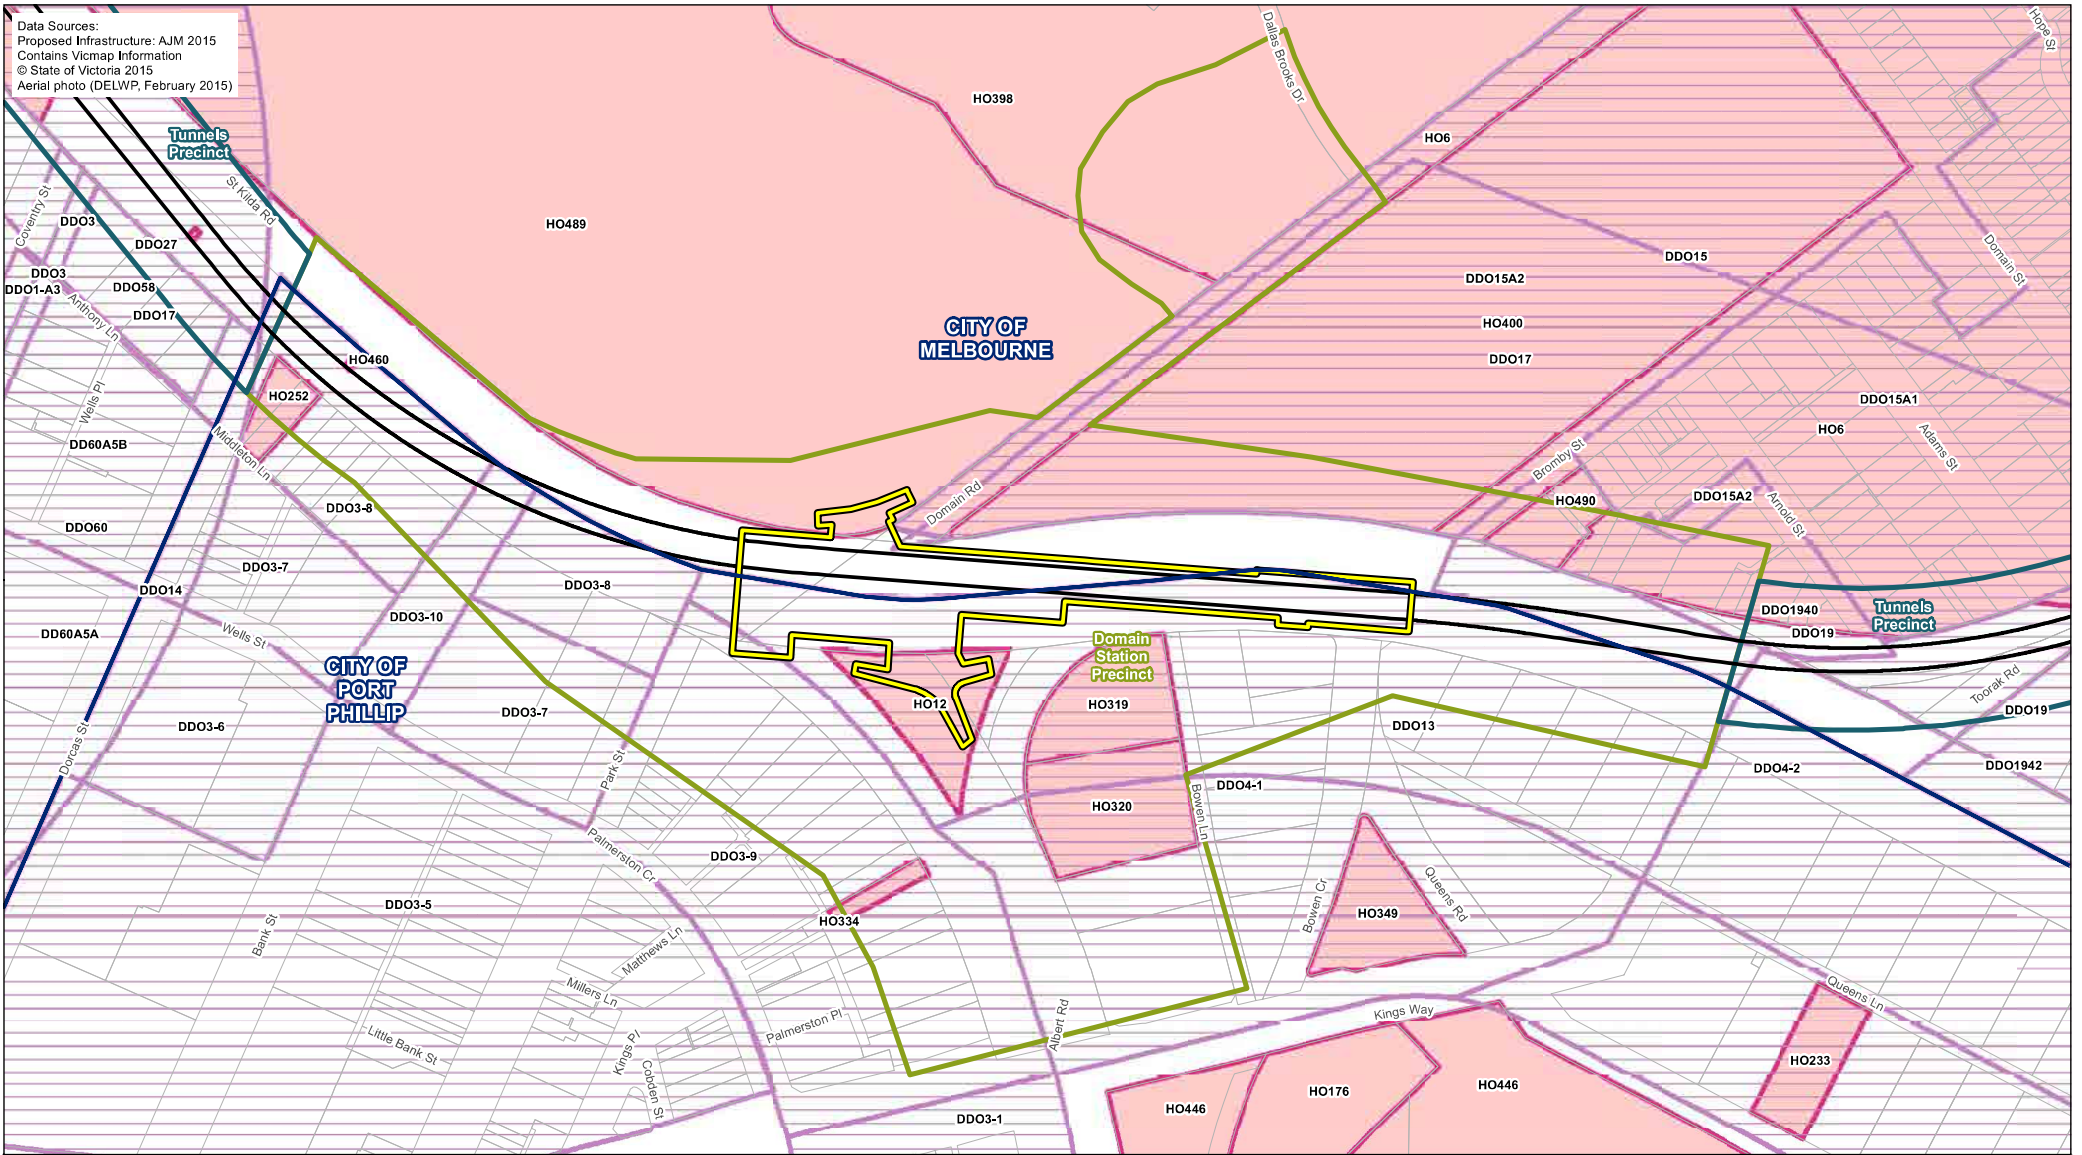 Data Sources:
Proposed Infrastructure: AJM 2015
Contains Vicmap Information
© State of Victoria 2015
Aerial photo (DELWP, February 2015)
Dallas Brooks Dr
Hope St
HO398
HO6
Tunnels
Precinct
St Kilda Rd
Coventry St
DDO3
DDO27
HO489
DDO15
Domain St
DDO3
DDO1-A3
DDO58
DDO17
Anthony Ln
DDO15A2
HO400
DDO17
CITY OF
MELBOURNE
HO460
HO252
Wells Pl
DDO15A1
HO6
Adams St
DD60A5B
Middleton Ln
Bromby St
HO490
DDO15A2
Arnold St
DDO3-8
Domain Rd
DDO60
DDO3-7
DDO14
DDO3-8
DDO3-10
DD60A5A
Wells St
DDO1940
DDO19
Tunnels
Precinct
Domain
Station
Precinct
CITY OF
PORT
PHILLIP
Toorak Rd
DDO19
DDO3-6
DDO3-7
HO12
HO319
DDO13
Dorcas St
Park St
DDO4-2
DDO1942
DDO4-1
HO320
Bowen Ln
Palmerston Cr
DDO3-9
DDO3-5
HO334
Bowen Cr
HO349
Queens Rd
Bank St
Matthews Ln
Millers Ln
Queens Ln
Little Bank St
Kings Pl
Palmerston Pl
Albert Rd
Kings Way
Cobden St
HO233
HO446
HO176
HO446
DDO3-1